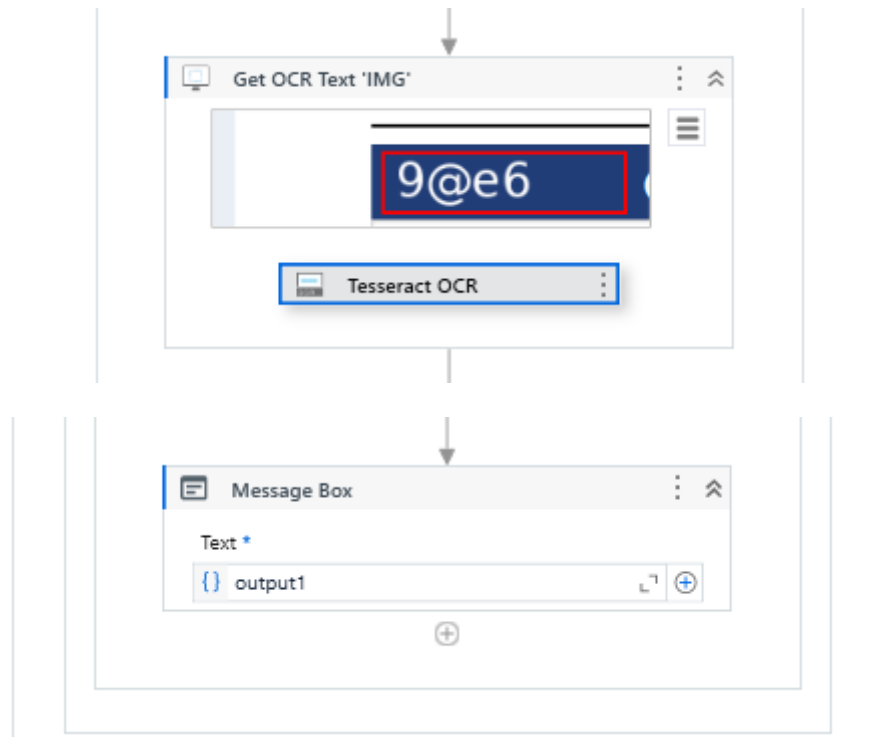 Get OCR Text 'IMG'
9@e6
Tesseract OCR
Message Box
Text *
{} output1